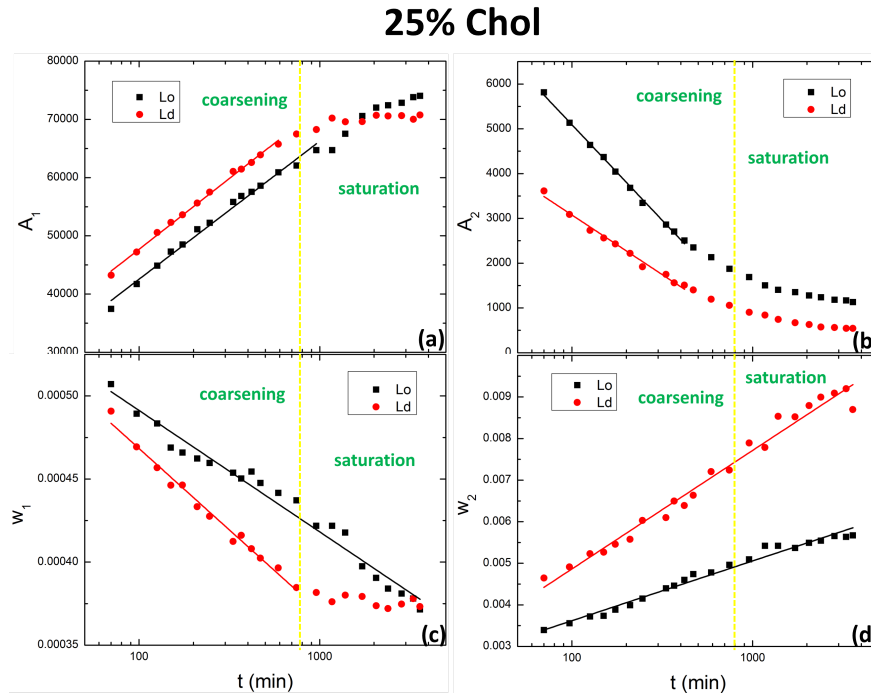 25% Chol
80000
70000
60000
50000
40000
30000
A1
Lo
Ld
coarsening
saturation
(a)
6000
5000
4000
3000
2000
1000
0
A2
Lo
Ld
coarsening
saturation
(b)
0.00050
0.00045
0.00040
0.00035
w1
Lo
Ld
coarsening
saturation
(c)
100
1000
t (min)
0.009
0.008
0.007
0.006
0.005
0.004
0.003
w2
Lo
Ld
coarsening
saturation
(d)
100
1000
t (min)